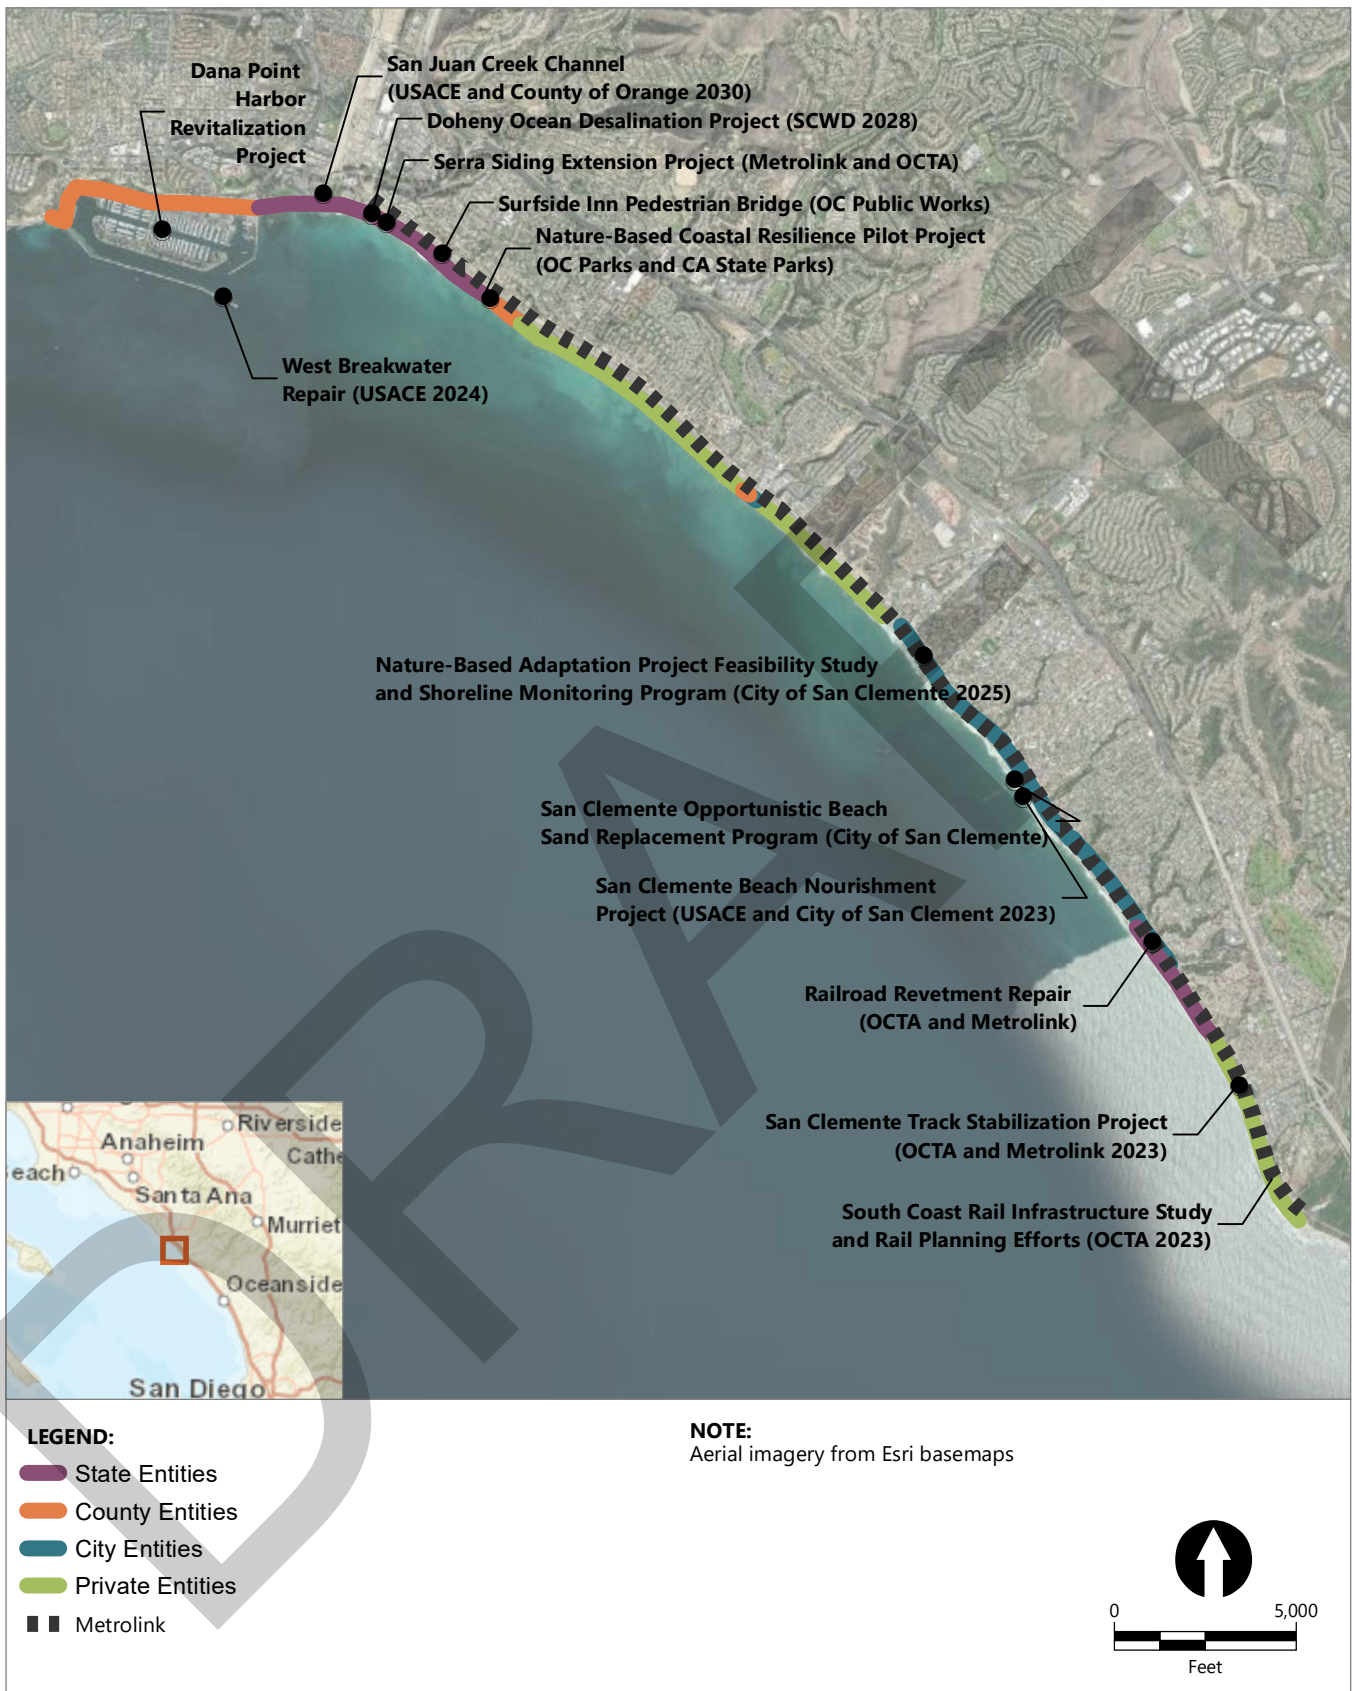 Dana Point
Harbor
Revitalization
Project
San Juan Creek Channel
(USACE and County of Orange 2030)
Doheny Ocean Desalination Project (SCWD 2028)
Serra Siding Extension Project (Metrolink and OCTA)
Surfside Inn Pedestrian Bridge (OC Public Works)
Nature-Based Coastal Resilience Pilot Project
(OC Parks and CA State Parks)
West Breakwater
Repair (USACE 2024)
Nature-Based Adaptation Project Feasibility Study
and Shoreline Monitoring Program (City of San Clemente 2025)
San Clemente Opportunistic Beach
Sand Replacement Program (City of San Clemente)
San Clemente Beach Nourishment
Project (USACE and City of San Clement 2023)
Railroad Revetment Repair
(OCTA and Metrolink)
San Clemente Track Stabilization Project
(OCTA and Metrolink 2023)
South Coast Rail Infrastructure Study
and Rail Planning Efforts (OCTA 2023)
DRAFT
Riverside
Anaheim
Cathe
each
Santa Ana
Murriet
Oceanside
San Diego
LEGEND:
State Entities
County Entities
City Entities
Private Entities
Metrolink
NOTE:
Aerial imagery from Esri basemaps
0 5,000
Feet